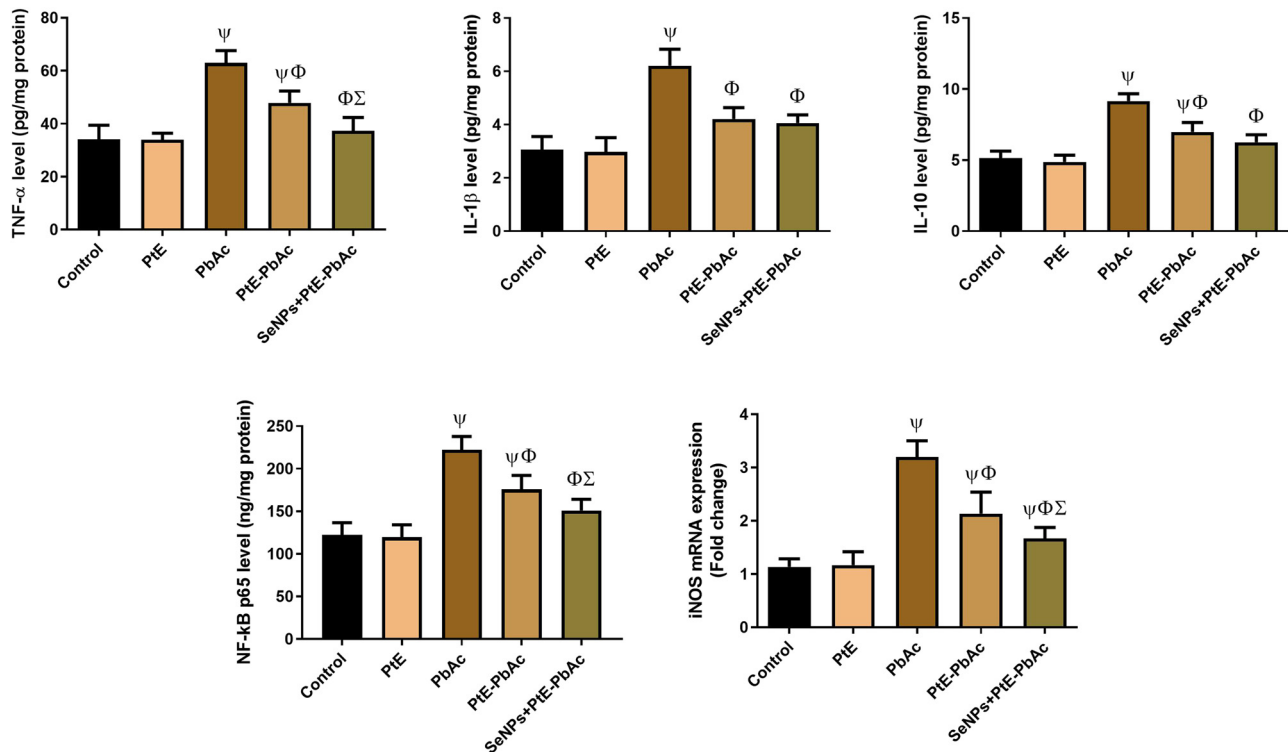 TNF-α level (pg/mg protein)
80
60
40
20
0
ψ
ψΦ
ΦΣ
Control
PtE
PbAc
PtE-PbAc
SeNPs+PtE-PbAc
IL-1β level (pg/mg protein)
8
6
4
2
0
ψ
Φ
Φ
Control
PtE
PbAc
PtE-PbAc
SeNPs+PtE-PbAc
IL-10 level (pg/mg protein)
15
10
5
0
ψ
ψΦ
Φ
Control
PtE
PbAc
PtE-PbAc
SeNPs+PtE-PbAc
NF-kB p65 level (ng/mg protein)
250
200
150
100
50
0
ψ
ψΦ
ΦΣ
Control
PtE
PbAc
PtE-PbAc
SeNPs+PtE-PbAc
iNOS mRNA expression
(Fold change)
4
3
2
1
0
ψ
ψΦ
ψΦΣ
Control
PtE
PbAc
PtE-PbAc
SeNPs+PtE-PbAc